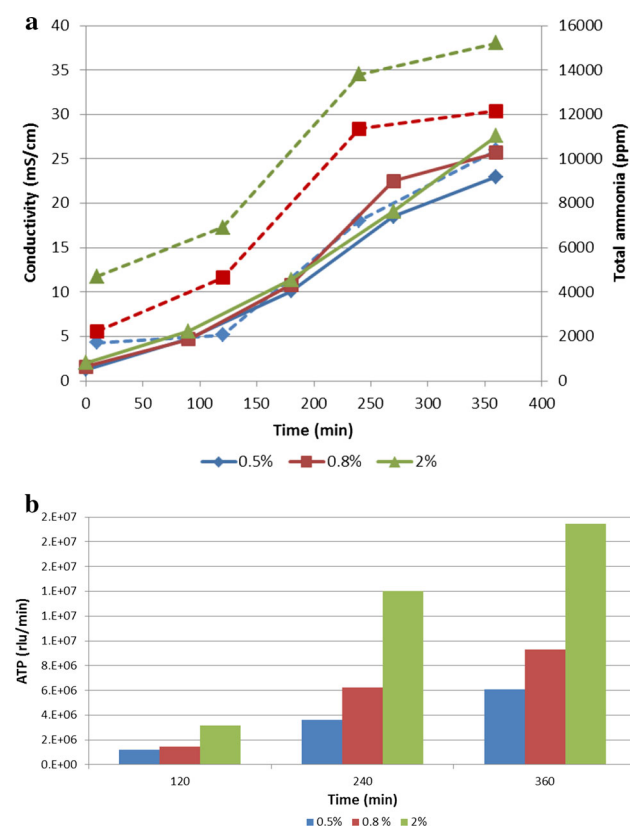 a
Conductivity (mS/cm)
40
35
30
25
20
15
10
5
0
16000
14000
12000
10000
8000
6000
4000
2000
0
Total ammonia (ppm)
0 50 100 150 200 250 300 350 400
Time (min)
0.5% 0.8% 2%
b
ATP (rlu/min)
2.E+07
2.E+07
2.E+07
1.E+07
1.E+07
1.E+07
8.E+06
6.E+06
4.E+06
2.E+06
0.E+00
120 240 360
Time (min)
0.5% 0.8 % 2%